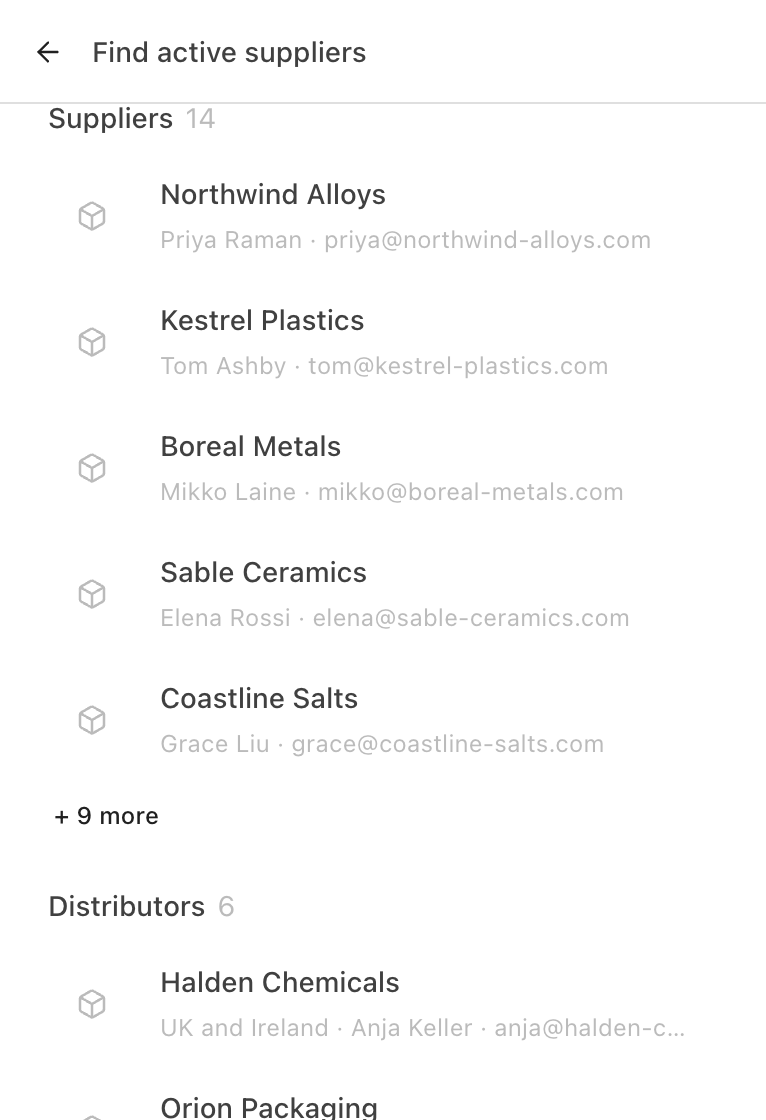 Find active suppliers
Suppliers 14
Northwind Alloys
Priya Raman · priya@northwind-alloys.com
Kestrel Plastics
Tom Ashby · tom@kestrel-plastics.com
Boreal Metals
Mikko Laine · mikko@boreal-metals.com
Sable Ceramics
Elena Rossi · elena@sable-ceramics.com
Coastline Salts
Grace Liu · grace@coastline-salts.com
+ 9 more
Distributors 6
Halden Chemicals
UK and Ireland · Anja Keller · anja@halden-c...
Orion Packaging